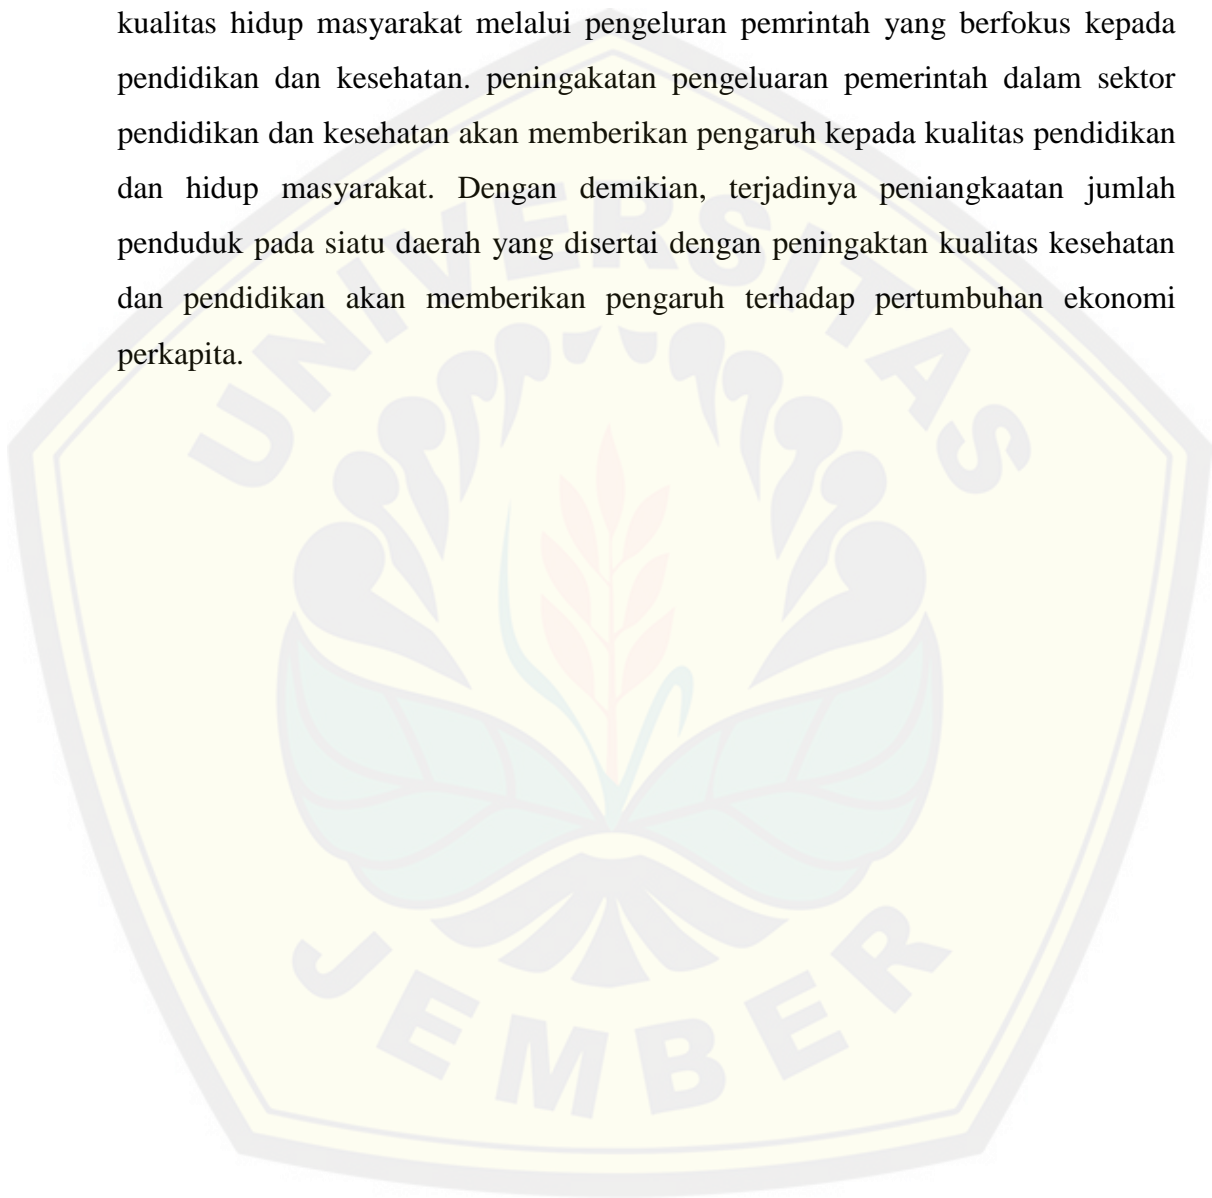 kualitas hidup masyarakat melalui pengeluran pemrintah yang berfokus kepada
pendidikan dan kesehatan. peningakatan pengeluaran pemerintah dalam sektor
pendidikan dan kesehatan akan memberikan pengaruh kepada kualitas pendidikan
dan hidup masyarakat. Dengan demikian, terjadinya peniangkaatan jumlah
penduduk pada siatu daerah yang disertai dengan peningaktan kualitas kesehatan
dan pendidikan akan memberikan pengaruh terhadap pertumbuhan ekonomi
perkapita.
UNIVERSITAS
JEMBER